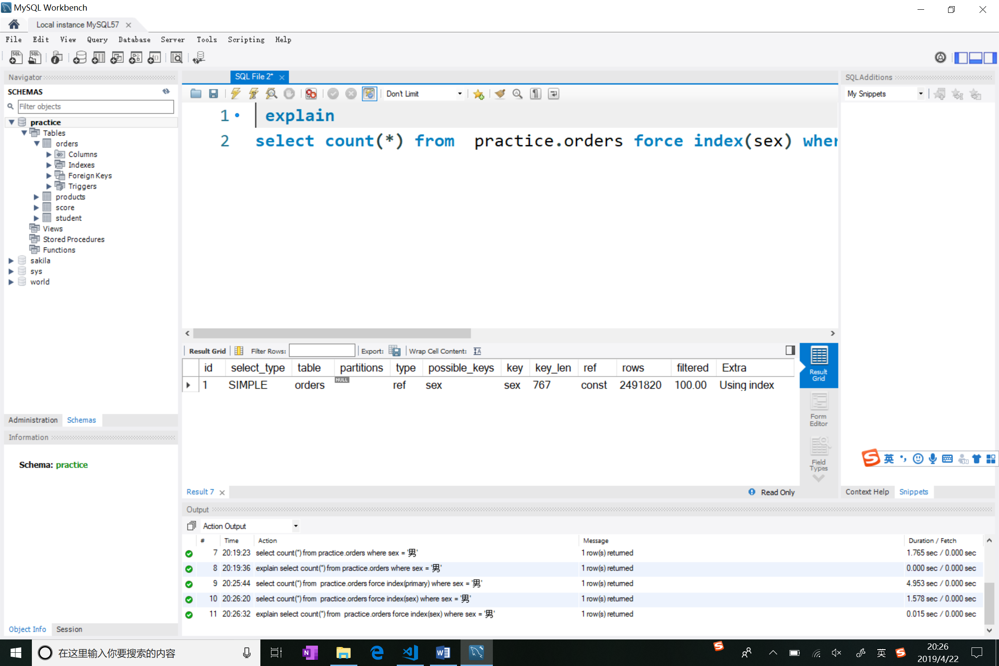 MySQL Workbench
Local instance MySQL57
File Edit View Query Database Server Tools Scripting Help
Navigator
SCHEMAS
Filter objects
practice
Tables
orders
Columns
Indexes
Foreign Keys
Triggers
products
score
student
Views
Stored Procedures
Functions
sakila
sys
world
Administration Schemas
Information
Schema: practice
Object Info Session
SQL File 2*
Don't Limit
1 explain
2 select count(*) from practice.orders force index(sex) wher
Result Grid Filter Rows: Export: Wrap Cell Content:
id select_type table partitions type possible_keys key key_len ref rows filtered Extra
1 SIMPLE orders NULL ref sex sex 767 const 2491820 100.00 Using index
Result Grid
Form Editor
Field Types
Result 7
Read Only
SQLAdditions
My Snippets
Context Help Snippets
英
Output
Action Output
# Time Action Message Duration / Fetch
7 20:19:23 select count(*) from practice.orders where sex = '男' 1 row(s) returned 1.765 sec / 0.000 sec
8 20:19:36 explain select count(*) from practice.orders where sex = '男' 1 row(s) returned 0.000 sec / 0.000 sec
9 20:25:44 select count(*) from practice.orders force index(primary) where sex = '男' 1 row(s) returned 4.953 sec / 0.000 sec
10 20:26:20 select count(*) from practice.orders force index(sex) where sex = '男' 1 row(s) returned 1.578 sec / 0.000 sec
11 20:26:32 explain select count(*) from practice.orders force index(sex) where sex = '男' 1 row(s) returned 0.015 sec / 0.000 sec
在这里输入你要搜索的内容
英
20:26
2019/4/22